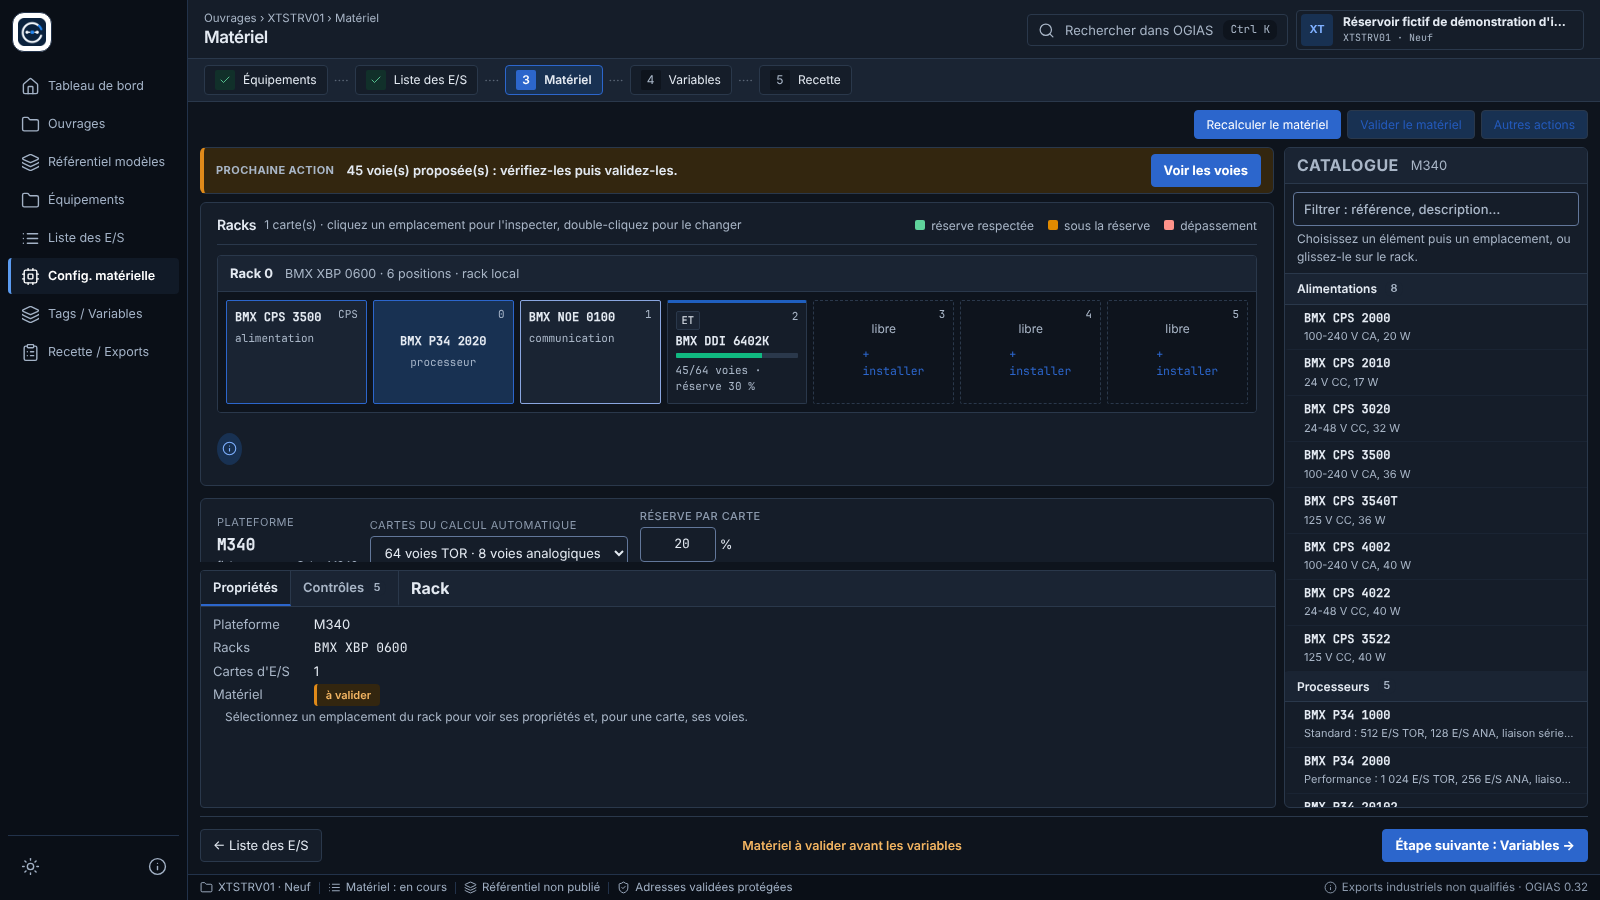 Ouvrages › XTSTRV01 › Matériel
Matériel
Rechercher dans OGIAS Ctrl K
XT
Réservoir fictif de démonstration d'i...
XTSTRV01 · Neuf
Tableau de bord
Ouvrages
Référentiel modèles
Équipements
Liste des E/S
Config. matérielle
Tags / Variables
Recette / Exports
Équipements
Liste des E/S
3 Matériel
4 Variables
5 Recette
Recalculer le matériel
Valider le matériel
Autres actions
PROCHAINE ACTION 45 voie(s) proposée(s) : vérifiez-les puis validez-les.
Voir les voies
Racks 1 carte(s) · cliquez un emplacement pour l'inspecter, double-cliquez pour le changer
réserve respectée
sous la réserve
dépassement
Rack 0 BMX XBP 0600 · 6 positions · rack local
BMX CPS 3500 CPS
alimentation
0
BMX P34 2020
processeur
BMX NOE 0100 1
communication
ET 2
BMX DDI 6402K
45/64 voies ·
réserve 30 %
3
libre
+
installer
4
libre
+
installer
5
libre
+
installer
PLATEFORME
M340
CARTES DU CALCUL AUTOMATIQUE
64 voies TOR · 8 voies analogiques
RÉSERVE PAR CARTE
20 %
Propriétés
Contrôles 5
Rack
Plateforme M340
Racks BMX XBP 0600
Cartes d'E/S 1
Matériel à valider
Sélectionnez un emplacement du rack pour voir ses propriétés et, pour une carte, ses voies.
CATALOGUE M340
Filtrer : référence, description...
Choisissez un élément puis un emplacement, ou
glissez-le sur le rack.
Alimentations 8
BMX CPS 2000
100-240 V CA, 20 W
BMX CPS 2010
24 V CC, 17 W
BMX CPS 3020
24-48 V CC, 32 W
BMX CPS 3500
100-240 V CA, 36 W
BMX CPS 3540T
125 V CC, 36 W
BMX CPS 4002
100-240 V CA, 40 W
BMX CPS 4022
24-48 V CC, 40 W
BMX CPS 3522
125 V CC, 40 W
Processeurs 5
BMX P34 1000
Standard : 512 E/S TOR, 128 E/S ANA, liaison série...
BMX P34 2000
Performance : 1 024 E/S TOR, 256 E/S ANA, liaiso...
BMX P34 20102
← Liste des E/S
Matériel à valider avant les variables
Étape suivante : Variables →
XTSTRV01 · Neuf
Matériel : en cours
Référentiel non publié
Adresses validées protégées
Exports industriels non qualifiés · OGIAS 0.32